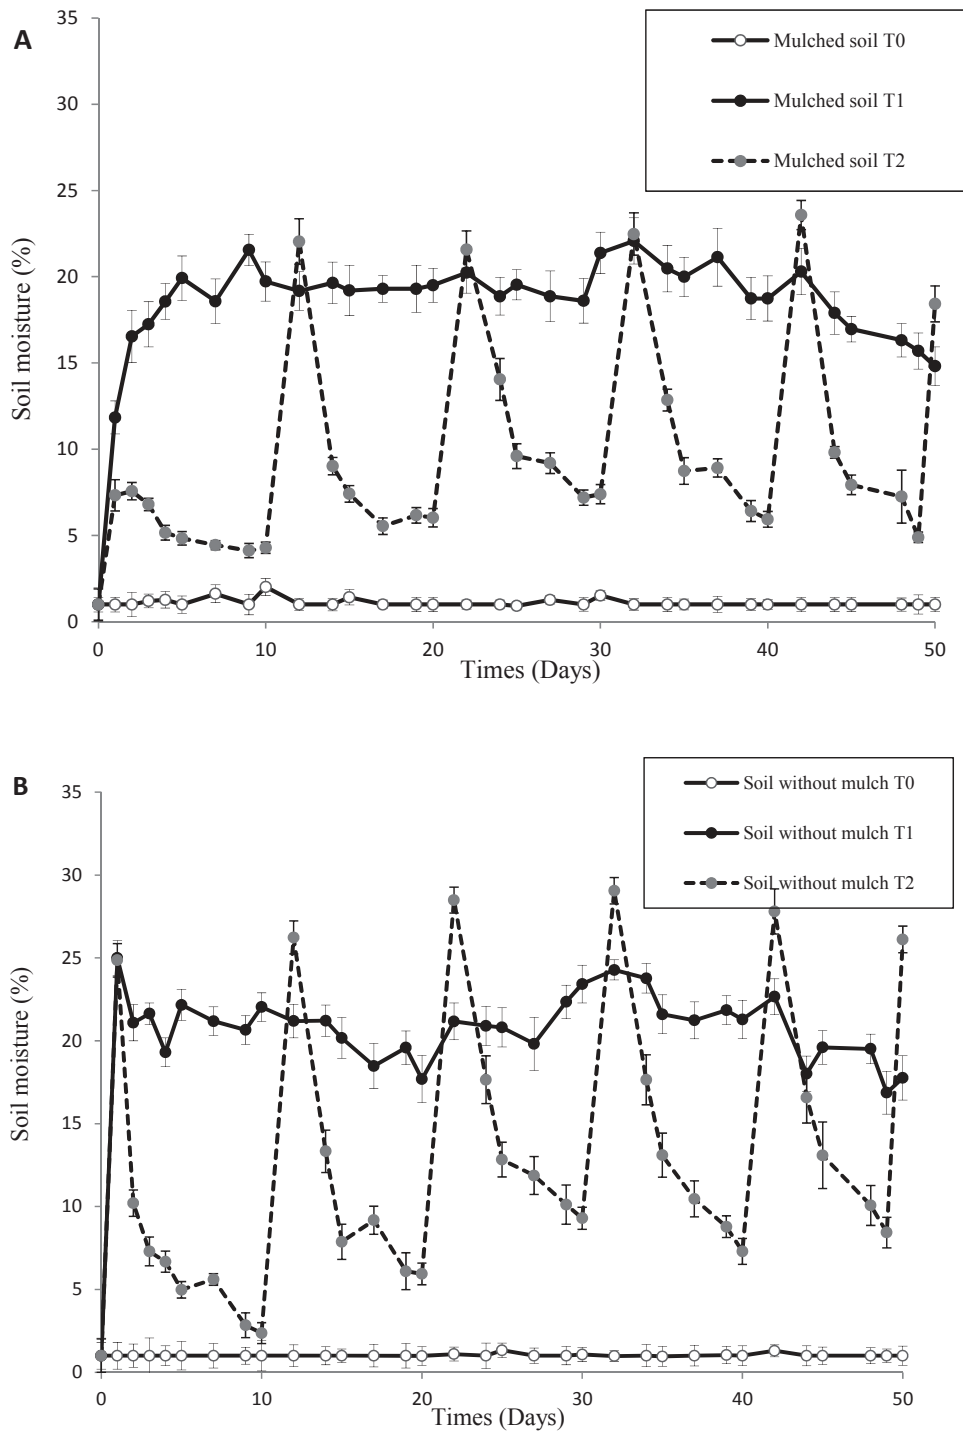 A
Mulched soil T0
Mulched soil T1
Mulched soil T2
35
30
25
20
15
10
5
0
Soil moisture (%)
0 10 20 30 40 50
Times (Days)
B
Soil without mulch T0
Soil without mulch T1
Soil without mulch T2
35
30
25
20
15
10
5
0
Soil moisture (%)
0 10 20 30 40 50
Times (Days)